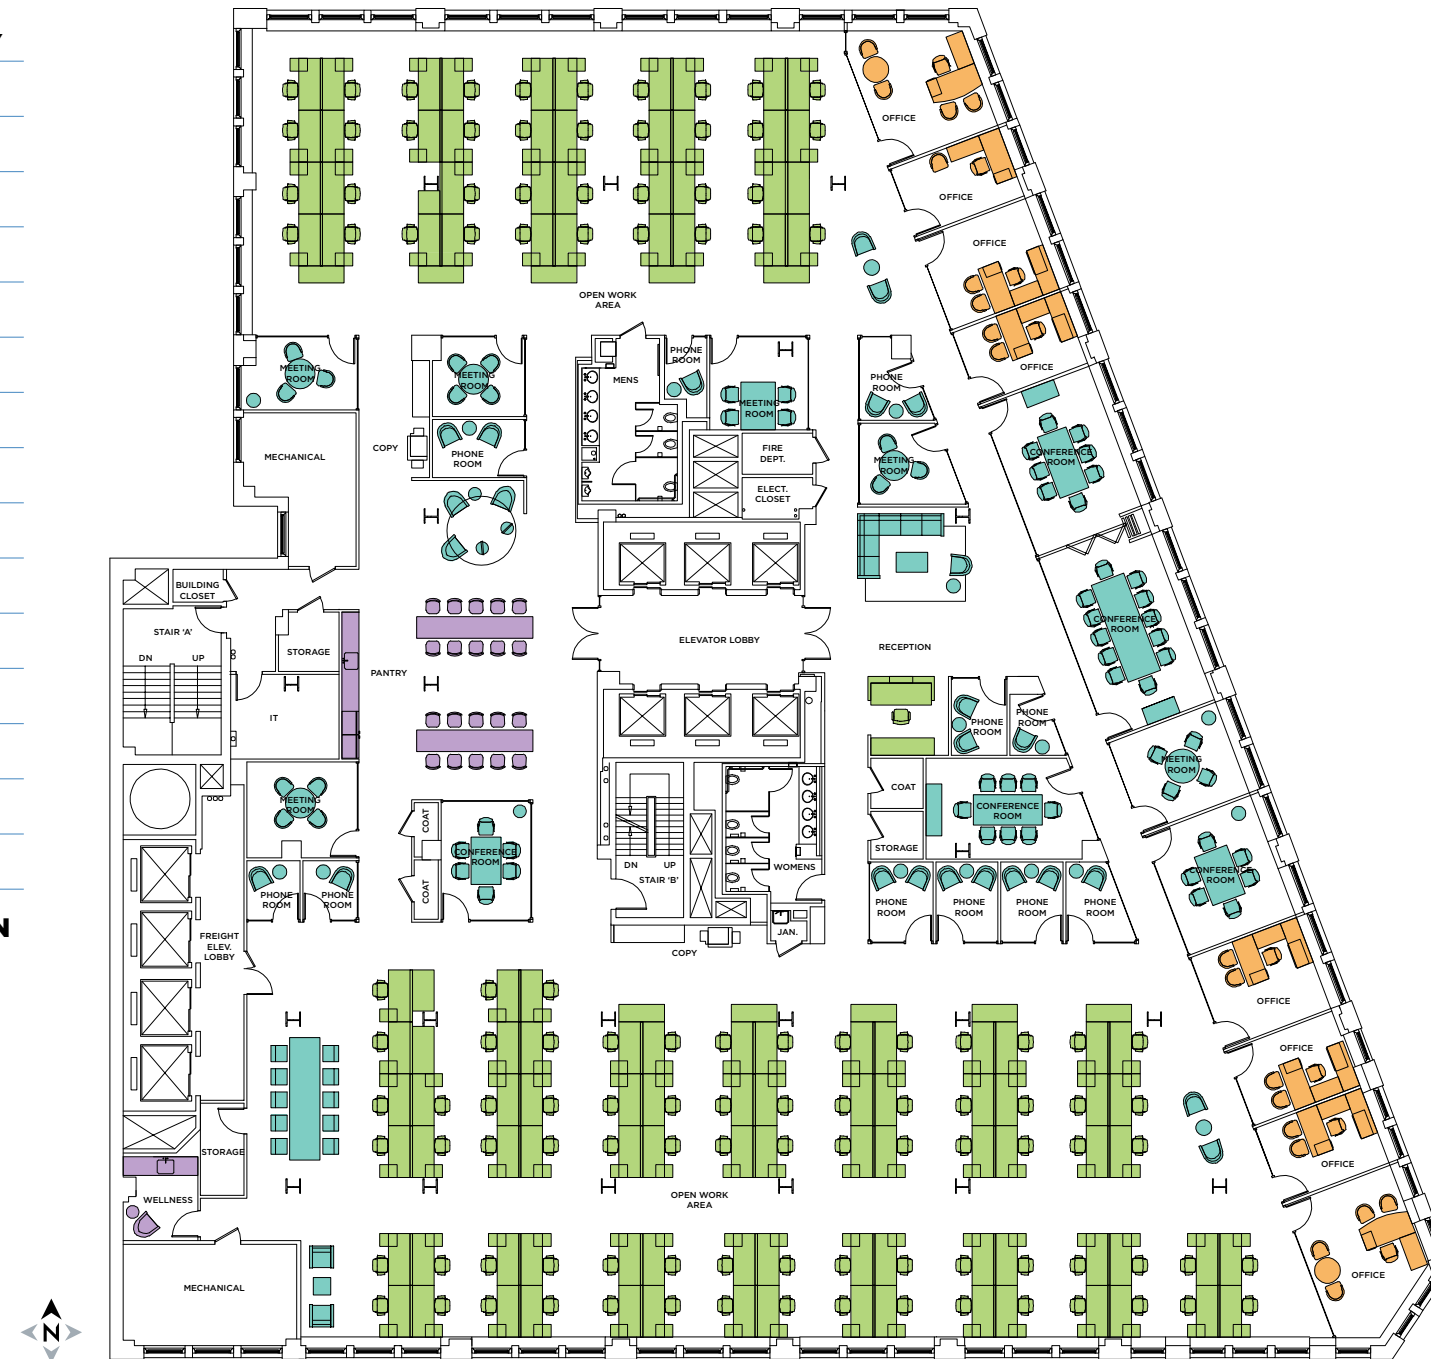 OFFICE
OFFICE
OFFICE
OPEN WORK
AREA
OFFICE
MEETING
ROOM
MEETING
ROOM
MENS
PHONE
ROOM
MEETING
ROOM
PHONE
ROOM
COPY
PHONE
ROOM
MECHANICAL
FIRE
DEPT.
MEETING
ROOM
CONFERENCE
ROOM
ELECT.
CLOSET
BUILDING
CLOSET
STAIR 'A'
DN
UP
STORAGE
PANTRY
ELEVATOR LOBBY
RECEPTION
CONFERENCE
ROOM
IT
PHONE
ROOM
PHONE
ROOM
MEETING
ROOM
MEETING
ROOM
COAT
COAT
CONFERENCE
ROOM
COAT
CONFERENCE
ROOM
STORAGE
DN
UP
STAIR 'B'
WOMENS
CONFERENCE
ROOM
PHONE
ROOM
PHONE
ROOM
PHONE
ROOM
PHONE
ROOM
PHONE
ROOM
PHONE
ROOM
FREIGHT
ELEV.
LOBBY
COPY
JAN.
OFFICE
OFFICE
STORAGE
OFFICE
WELLNESS
OPEN WORK
AREA
MECHANICAL
OFFICE
N